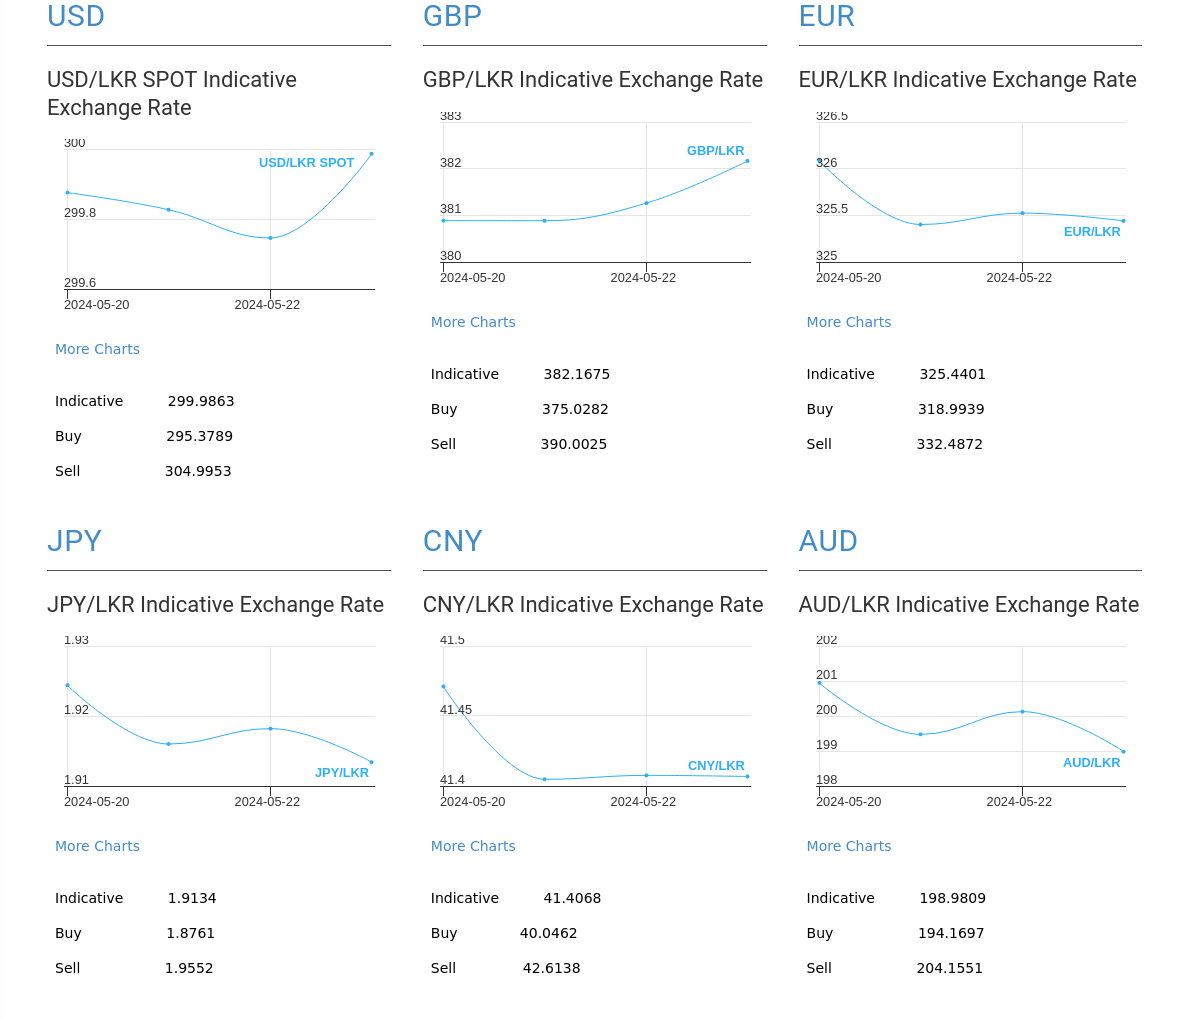 USD
USD/LKR SPOT Indicative
Exchange Rate
300
USD/LKR SPOT
299.8
299.6
2024-05-20 2024-05-22
More Charts
Indicative 299.9863
Buy 295.3789
Sell 304.9953
GBP
GBP/LKR Indicative Exchange Rate
383
GBP/LKR
382
381
380
2024-05-20 2024-05-22
More Charts
Indicative 382.1675
Buy 375.0282
Sell 390.0025
EUR
EUR/LKR Indicative Exchange Rate
326.5
326
325.5
EUR/LKR
325
2024-05-20 2024-05-22
More Charts
Indicative 325.4401
Buy 318.9939
Sell 332.4872
JPY
JPY/LKR Indicative Exchange Rate
1.93
1.92
JPY/LKR
1.91
2024-05-20 2024-05-22
More Charts
Indicative 1.9134
Buy 1.8761
Sell 1.9552
CNY
CNY/LKR Indicative Exchange Rate
41.5
41.45
CNY/LKR
41.4
2024-05-20 2024-05-22
More Charts
Indicative 41.4068
Buy 40.0462
Sell 42.6138
AUD
AUD/LKR Indicative Exchange Rate
202
201
200
199
AUD/LKR
198
2024-05-20 2024-05-22
More Charts
Indicative 198.9809
Buy 194.1697
Sell 204.1551